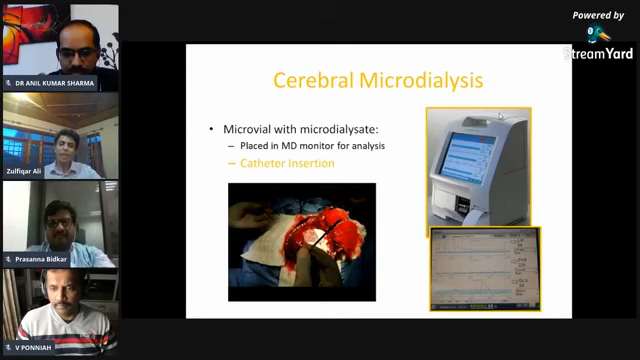 Powered by
StreamYard
DR ANIL KUMAR SHARMA
Zulfiqar Ali
Prasanna Bidkar
V PONNIAH
Cerebral Microdialysis
• Microvial with microdialysate:
– Placed in MD monitor for analysis
– Catheter Insertion